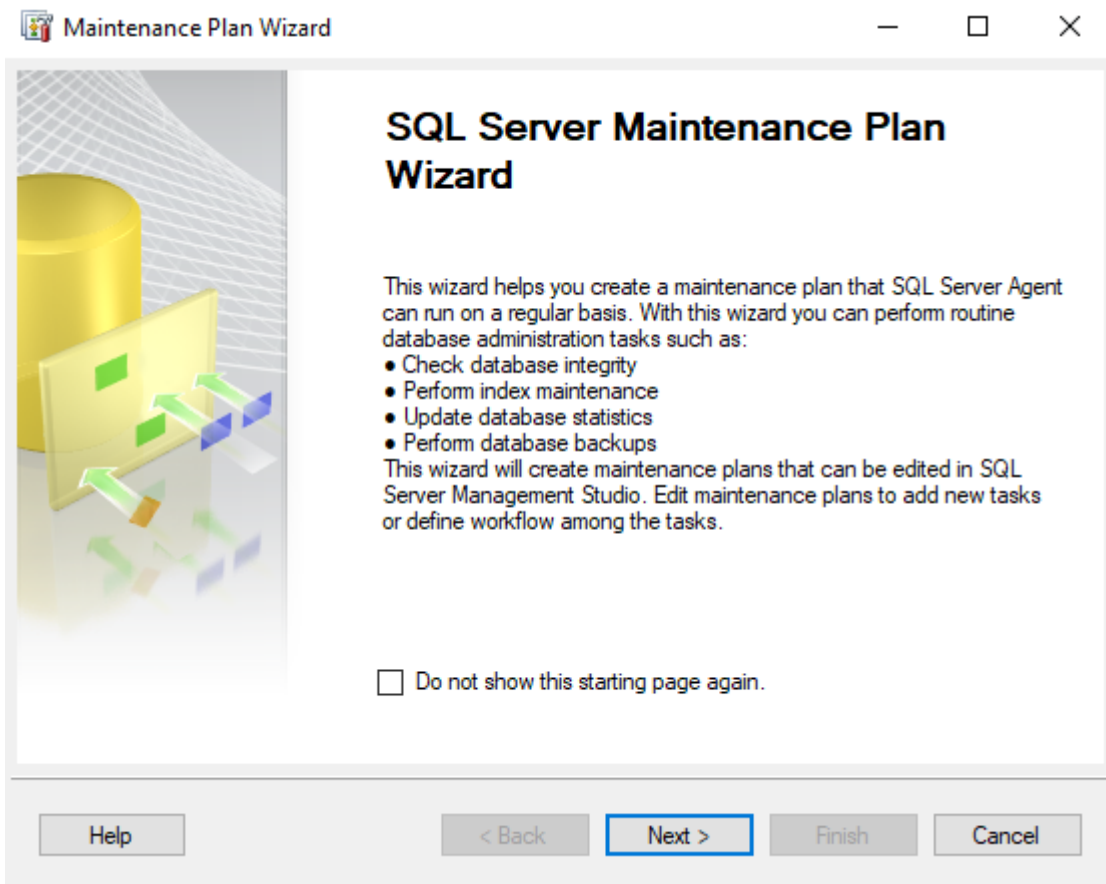 Maintenance Plan Wizard
SQL Server Maintenance Plan
Wizard
This wizard helps you create a maintenance plan that SQL Server Agent
can run on a regular basis. With this wizard you can perform routine
database administration tasks such as:
● Check database integrity
● Perform index maintenance
● Update database statistics
● Perform database backups
This wizard will create maintenance plans that can be edited in SQL
Server Management Studio. Edit maintenance plans to add new tasks
or define workflow among the tasks.
Do not show this starting page again.
Help < Back Next > Finish Cancel